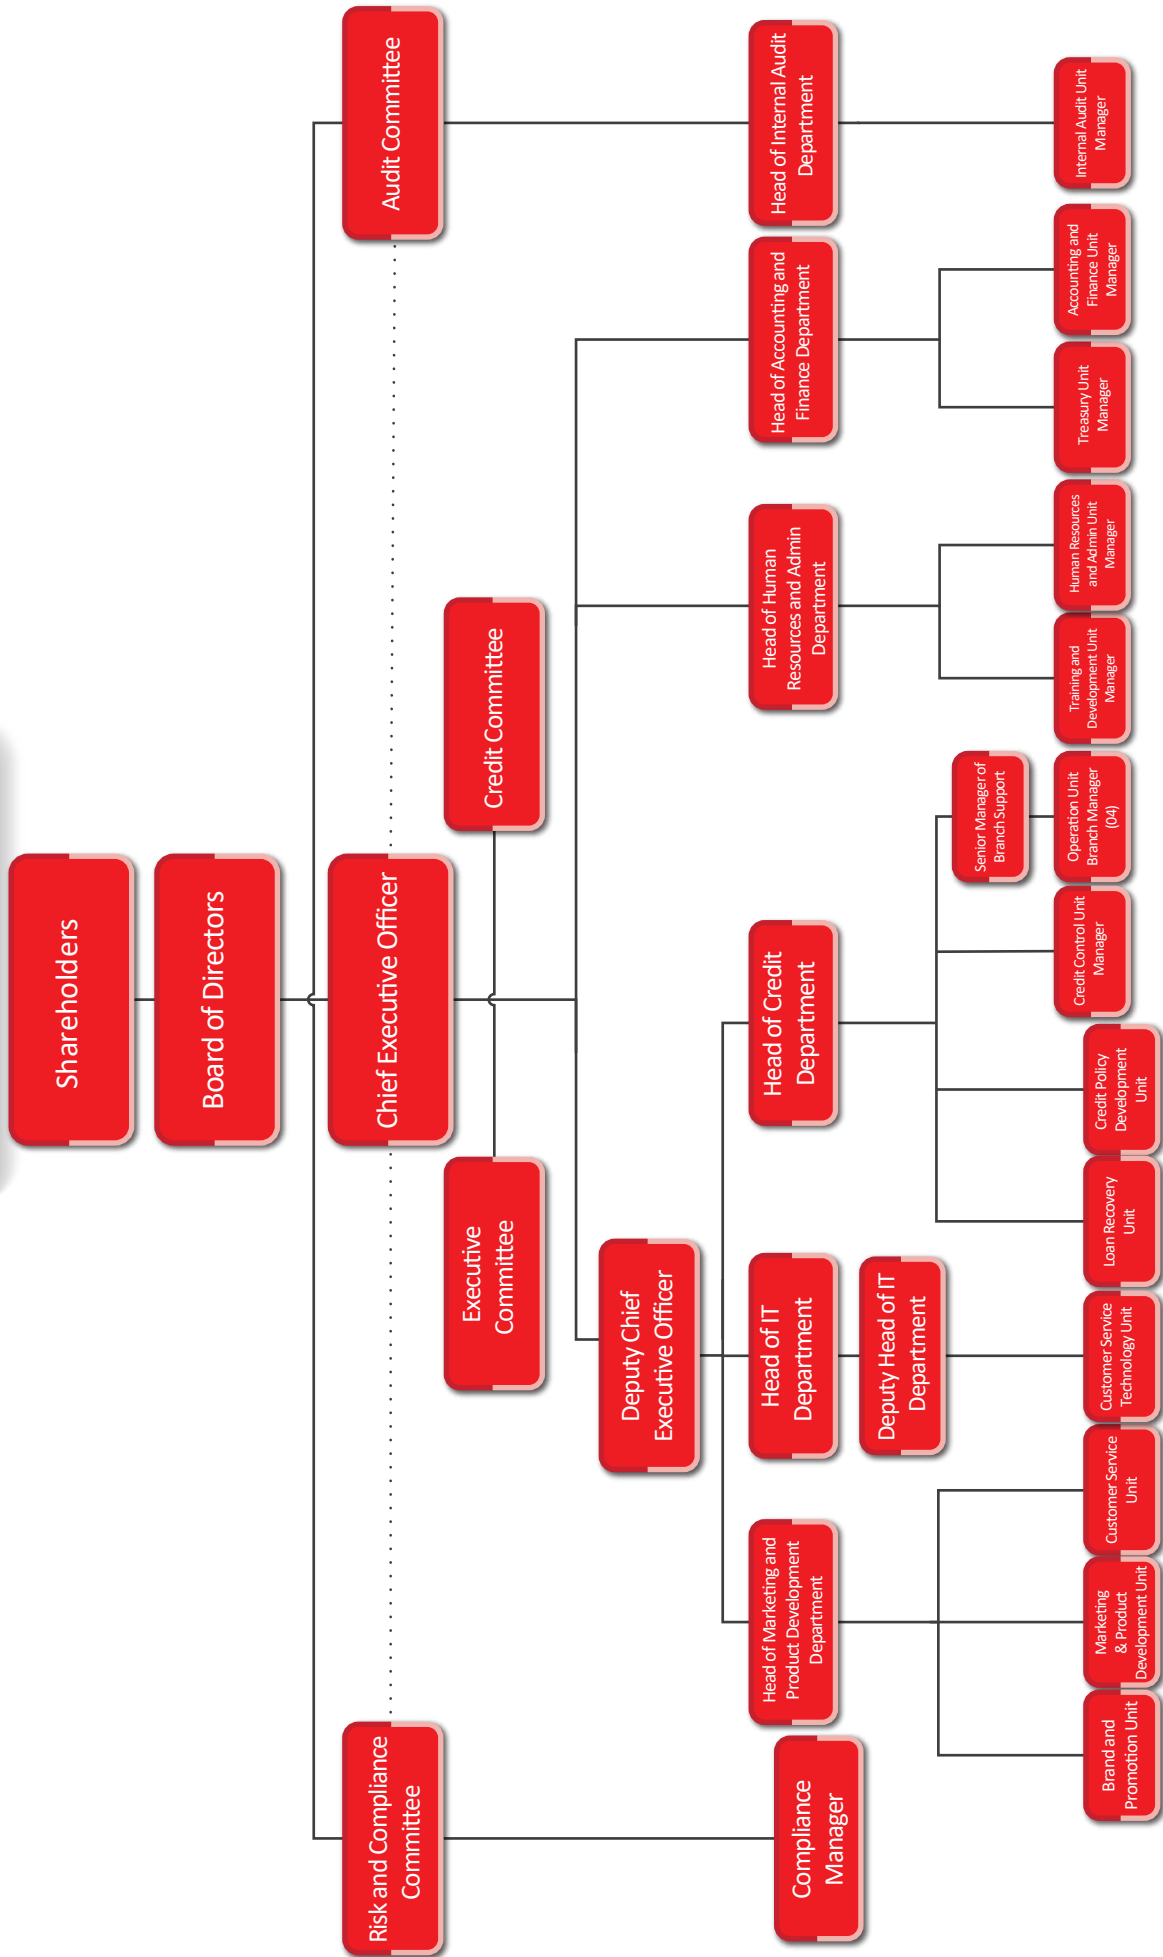 Shareholders
Board of Directors
Chief Executive Officer
Risk and Compliance
Committee
Audit Committee
Executive
Committee
Credit Committee
Deputy Chief
Executive Officer
Compliance
Manager
Head of Marketing and
Product Development
Department
Head of IT
Department
Head of Credit
Department
Head of Human
Resources and Admin
Department
Head of Accounting and
Finance Department
Head of Internal Audit
Department
Deputy Head of IT
Department
Senior Manager of
Branch Support
Brand and
Promotion Unit
Marketing
& Product
Development Unit
Customer Service
Unit
Customer Service
Technology Unit
Loan Recovery
Unit
Credit Policy
Development
Unit
Credit Control Unit
Manager
Operation Unit
Branch Manager
(04)
Training and
Development Unit
Manager
Human Resources
and Admin Unit
Manager
Treasury Unit
Manager
Accounting and
Finance Unit
Manager
Internal Audit Unit
Manager